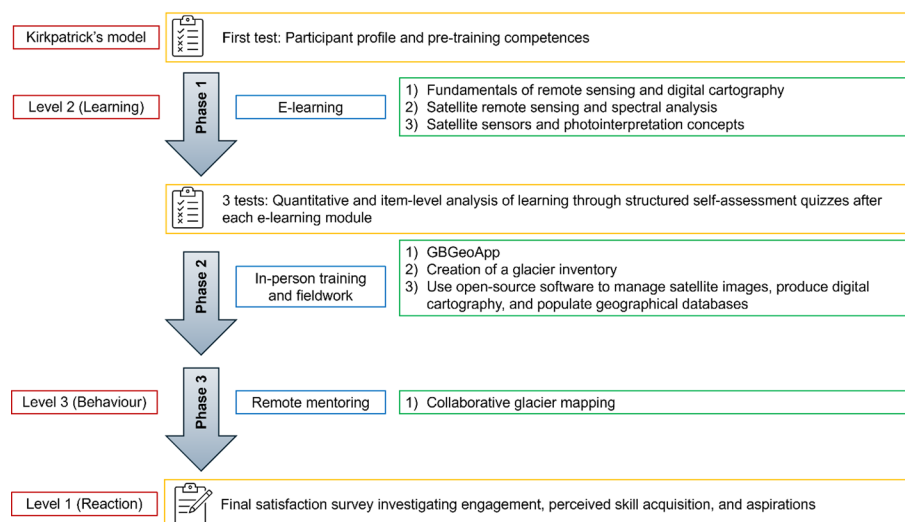 Kirkpatrick's model
First test: Participant profile and pre-training competences
Level 2 (Learning)
Phase 1
E-learning
1) Fundamentals of remote sensing and digital cartography
2) Satellite remote sensing and spectral analysis
3) Satellite sensors and photointerpretation concepts
3 tests: Quantitative and item-level analysis of learning through structured self-assessment quizzes after
each e-learning module
Phase 2
In-person training
and fieldwork
1) GBGeoApp
2) Creation of a glacier inventory
3) Use open-source software to manage satellite images, produce digital
cartography, and populate geographical databases
Level 3 (Behaviour)
Phase 3
Remote mentoring
1) Collaborative glacier mapping
Level 1 (Reaction)
Final satisfaction survey investigating engagement, perceived skill acquisition, and aspirations